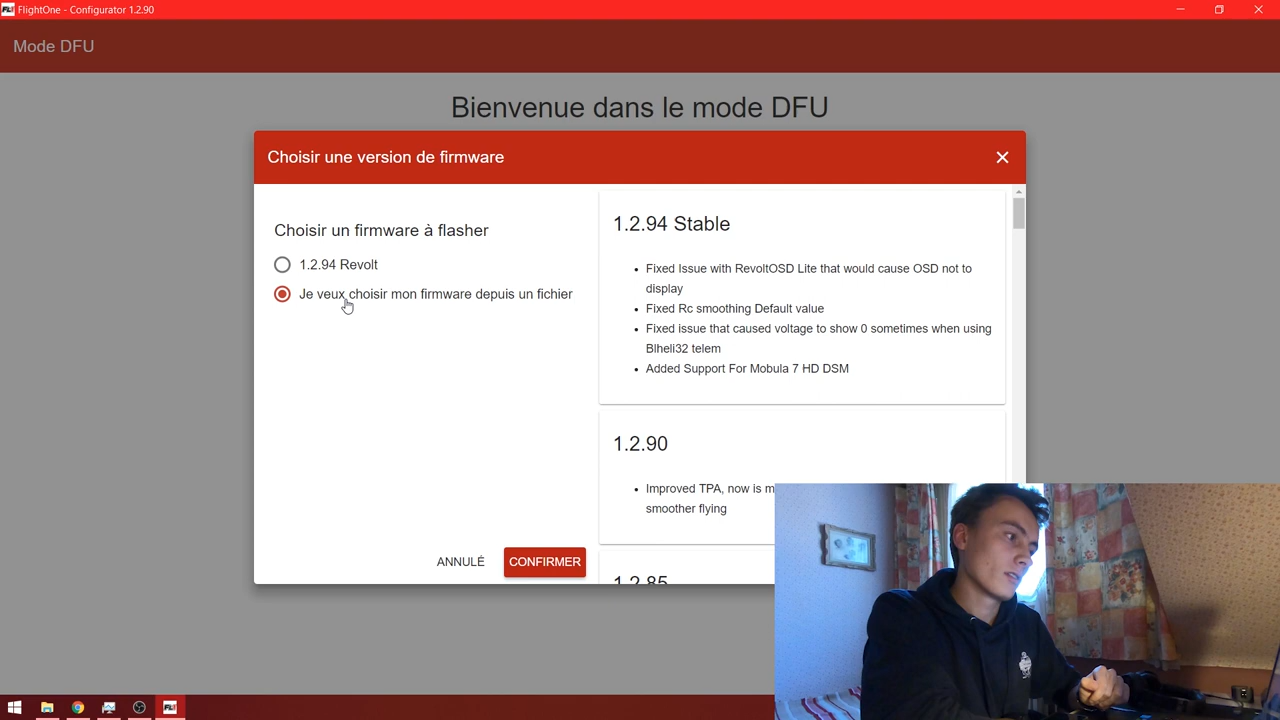 FlightOne - Configurator 1.2.90
Mode DFU
Bienvenue dans le mode DFU
Choisir une version de firmware
Choisir un firmware à flasher
1.2.94 Revolt
Je veux choisir mon firmware depuis un fichier
ANNULÉ
CONFIRMER
1.2.94 Stable
Fixed Issue with RevoltOSD Lite that would cause OSD not to
display
Fixed Rc smoothing Default value
Fixed issue that caused voltage to show 0 sometimes when using
Blheli32 telem
Added Support For Mobula 7 HD DSM
1.2.90
Improved TPA, now is m
smoother flying
1.2.85